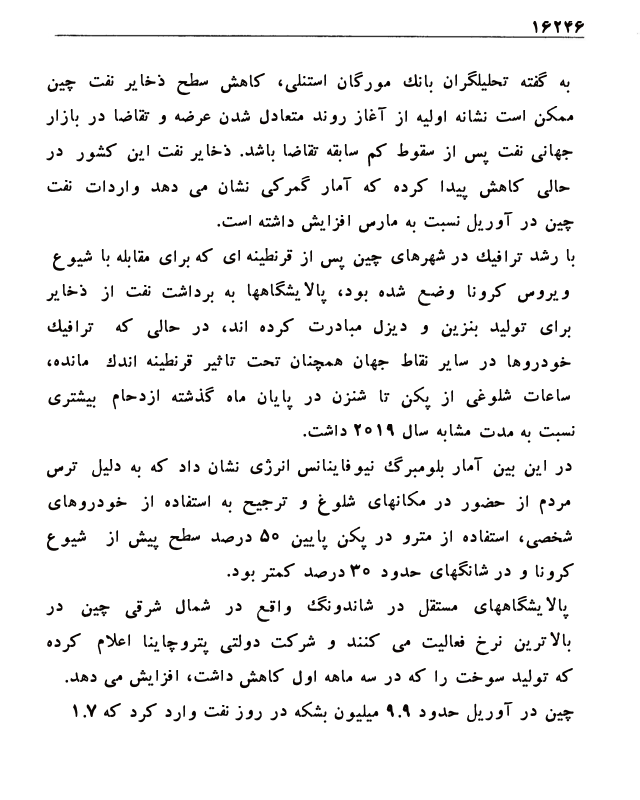 ۱۶۲۴۶
به گفته تحلیلگران بانک مورگان استنلی، کاهش سطح ذخایر نفت چین
ممکن است نشانه اولیه از آغاز روند متعادل شدن عرضه و تقاضا در بازار
جهانی نفت پس از سقوط کم سابقه تقاضا باشد. ذخایر نفت این کشور در
حالی کاهش پیدا کرده که آمار گمرکی نشان می دهد واردات نفت
چین در آوریل نسبت به مارس افزایش داشته است.
با رشد ترافیک در شهرهای چین پس از قرنطینه ای که برای مقابله با شیوع
ویروس کرونا وضع شده بود، پالایشگاهها به برداشت نفت از ذخایر
برای تولید بنزین و دیزل مبادرت کرده اند، در حالی که ترافیک
خودروها در سایر نقاط جهان همچنان تحت تاثیر قرنطینه اندک مانده،
ساعات شلوغی از پکن تا شنزن در پایان ماه گذشته ازدحام بیشتری
نسبت به مدت مشابه سال ۲۰۱۹ داشت.
در این بین آمار بلومبرگ نیوفاینانس انرژی نشان داد که به دلیل ترس
مردم از حضور در مکانهای شلوغ و ترجیح به استفاده از خودروهای
شخصی، استفاده از مترو در پکن پایین ۵۰ درصد سطح پیش از شیوع
کرونا و در شانگهای حدود ۳۰ درصد کمتر بود.
پالایشگاههای مستقل در شاندونگ واقع در شمال شرقی چین در
بالاترین نرخ فعالیت می کنند و شرکت دولتی پتروچاینا اعلام کرده
که تولید سوخت را که در سه ماهه اول کاهش داشت، افزایش می دهد.
چین در آوریل حدود ۹.۹ میلیون بشکه در روز نفت وارد کرد که ۱.۷